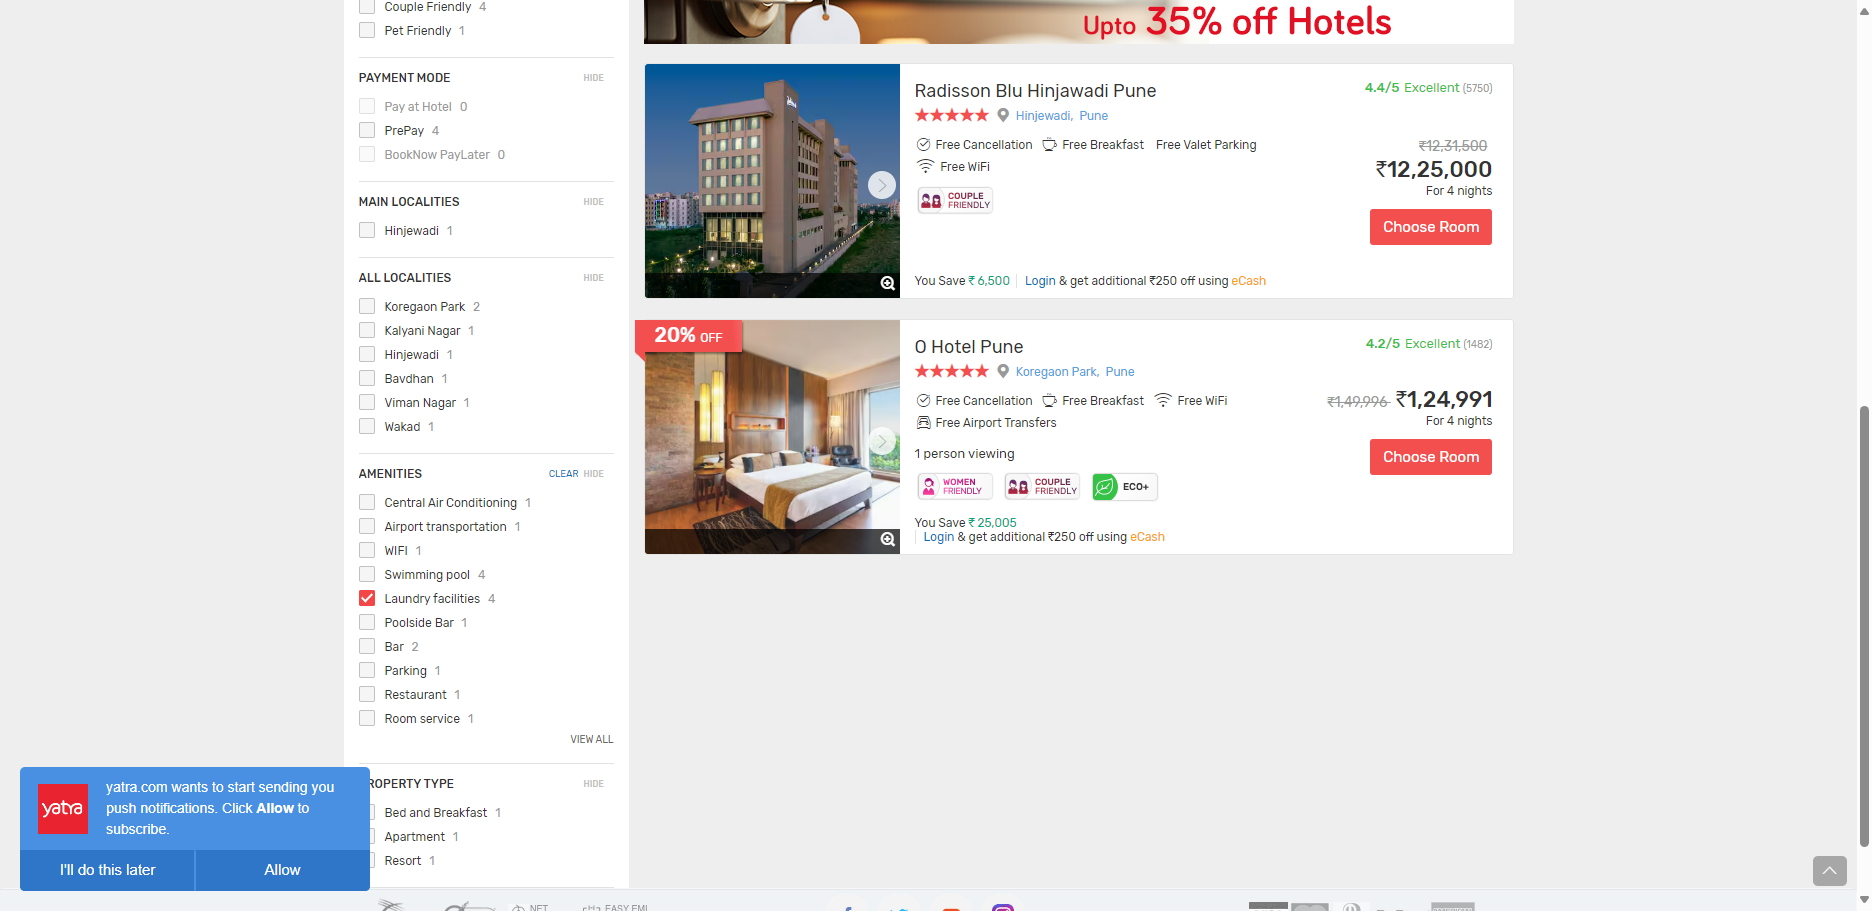 Couple Friendly 4
Pet Friendly 1
PAYMENT MODE HIDE
Pay at Hotel 0
PrePay 4
BookNow PayLater 0
MAIN LOCALITIES HIDE
Hinjewadi 1
ALL LOCALITIES HIDE
Koregaon Park 2
Kalyani Nagar 1
Hinjewadi 1
Bavdhan 1
Viman Nagar 1
Wakad 1
AMENITIES CLEAR HIDE
Central Air Conditioning 1
Airport transportation 1
WIFI 1
Swimming pool 4
Laundry facilities 4
Poolside Bar 1
Bar 2
Parking 1
Restaurant 1
Room service 1
VIEW ALL
ROPERTY TYPE HIDE
Bed and Breakfast 1
Apartment 1
Resort 1
Upto 35% off Hotels
Radisson Blu Hinjawadi Pune
4.4/5 Excellent (5750)
Hinjewadi, Pune
Free Cancellation Free Breakfast Free Valet Parking
Free WiFi
COUPLE
FRIENDLY
₹12,31,500
₹12,25,000
For 4 nights
Choose Room
You Save ₹ 6,500 Login & get additional ₹250 off using eCash
20% OFF
O Hotel Pune
4.2/5 Excellent (1482)
Koregaon Park, Pune
Free Cancellation Free Breakfast Free WiFi
Free Airport Transfers
₹1,49,996 ₹1,24,991
For 4 nights
Choose Room
1 person viewing
WOMEN
FRIENDLY
COUPLE
FRIENDLY
ECO+
You Save ₹ 25,005
Login & get additional ₹250 off using eCash
yatra
yatra.com wants to start sending you
push notifications. Click Allow to
subscribe.
I'll do this later Allow
NET
EASY EMI